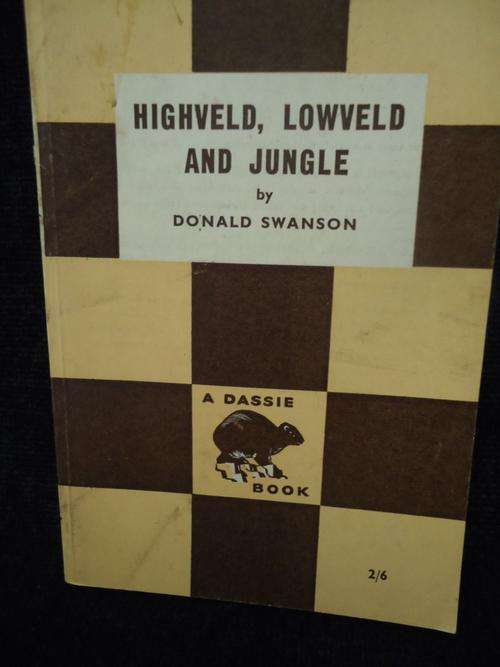 HIGHVELD, LOWVELD
AND JUNGLE
by
DONALD SWANSON
A DASSIE
BOOK
2/6